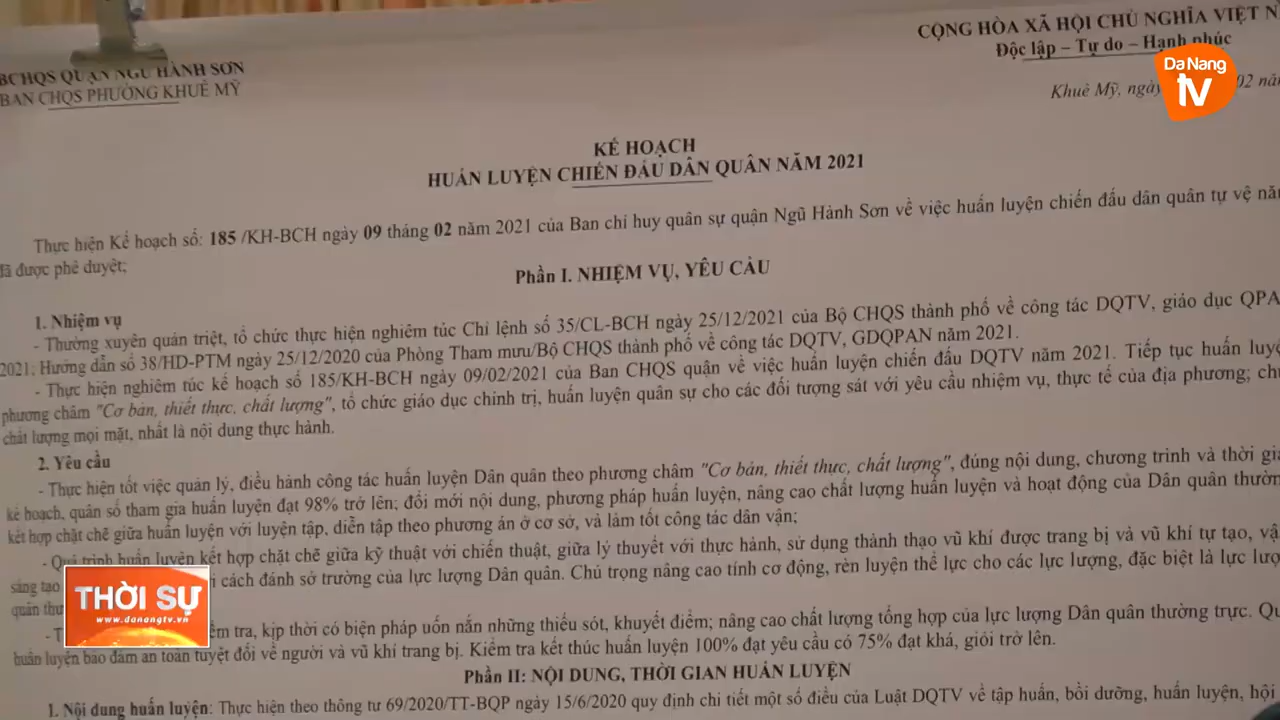 CỘNG HÒA XÃ HỘI CHỦ NGHĨA VIỆT
BCHQS QUẬN NGŨ HÀNH SƠN
Độc lập – Tự do – Hạnh phúc
BAN CHQS PHƯỜNG KHUÊ MỸ
Da Nang
tv
Khuê Mỹ, ngày 02
KẾ HOẠCH
HUẤN LUYỆN CHIẾN ĐẤU DÂN QUÂN NĂM 2021
Thực hiện Kế hoạch số: 185 /KH-BCH ngày 09 tháng 02 năm 2021 của Ban chỉ huy quân sự quận Ngũ Hành Sơn về việc huấn luyện chiến đấu dân quân tự vệ
đã được phê duyệt;
Phần I. NHIỆM VỤ, YÊU CẦU
1. Nhiệm vụ
- Thường xuyên quán triệt, tổ chức thực hiện nghiêm túc Chỉ lệnh số 35/CL-BCH ngày 25/12/2021 của Bộ CHQS thành phố về công tác DQTV, giáo dục
2021; Hướng dẫn số 38/HD-PTM ngày 25/12/2020 của Phòng Tham mưu/Bộ CHQS thành phố về công tác DQTV, GDQPAN năm 2021.
- Thực hiện nghiêm túc kế hoạch số 185/KH-BCH ngày 09/02/2021 của Ban CHQS quận về việc huấn luyện chiến đấu DQTV năm 2021. Tiếp tục huấn
phương châm "Cơ bản, thiết thực, chất lượng", tổ chức giáo dục chính trị, huấn luyện quân sự cho các đối tượng sát với yêu cầu nhiệm vụ, thực tế của địa phương;
chất lượng mọi mặt, nhất là nội dung thực hành.
2. Yêu cầu
- Thực hiện tốt việc quản lý, điều hành công tác huấn luyện Dân quân theo phương châm "Cơ bản, thiết thực, chất lượng", đúng nội dung, chương trình và thời
kế hoạch, quân số tham gia huấn luyện đạt 98% trở lên; đổi mới nội dung, phương pháp huấn luyện, nâng cao chất lượng huấn luyện và hoạt động của Dân quân
kết hợp chặt chẽ giữa huấn luyện với luyện tập, diễn tập theo phương án ở cơ sở, và làm tốt công tác dân vận;
- Quá trình huấn luyện kết hợp chặt chẽ giữa kỹ thuật với chiến thuật, giữa lý thuyết với thực hành, sử dụng thành thạo vũ khí được trang bị và vũ khí tự tạo,
sáng tạo cách đánh sở trường của lực lượng Dân quân. Chú trọng nâng cao tính cơ động, rèn luyện thể lực cho các lực lượng, đặc biệt là lực
quân
tra, kịp thời có biện pháp uốn nắn những thiếu sót, khuyết điểm; nâng cao chất lượng tổng hợp của lực lượng Dân quân thường trực.
huấn luyện bảo đảm an toàn tuyệt đối về người và vũ khí trang bị. Kiểm tra kết thúc huấn luyện 100% đạt yêu cầu có 75% đạt khá, giỏi trở lên.
THỜI SỰ
www.danangtv.vn
Phần II: NỘI DUNG, THỜI GIAN HUẤN LUYỆN
1. Nội dung huấn luyện: Thực hiện theo thông tư 69/2020/TT-BQP ngày 15/6/2020 quy định chi tiết một số điều của Luật DQTV về tập huấn, bồi dưỡng, huấn luyện, hội